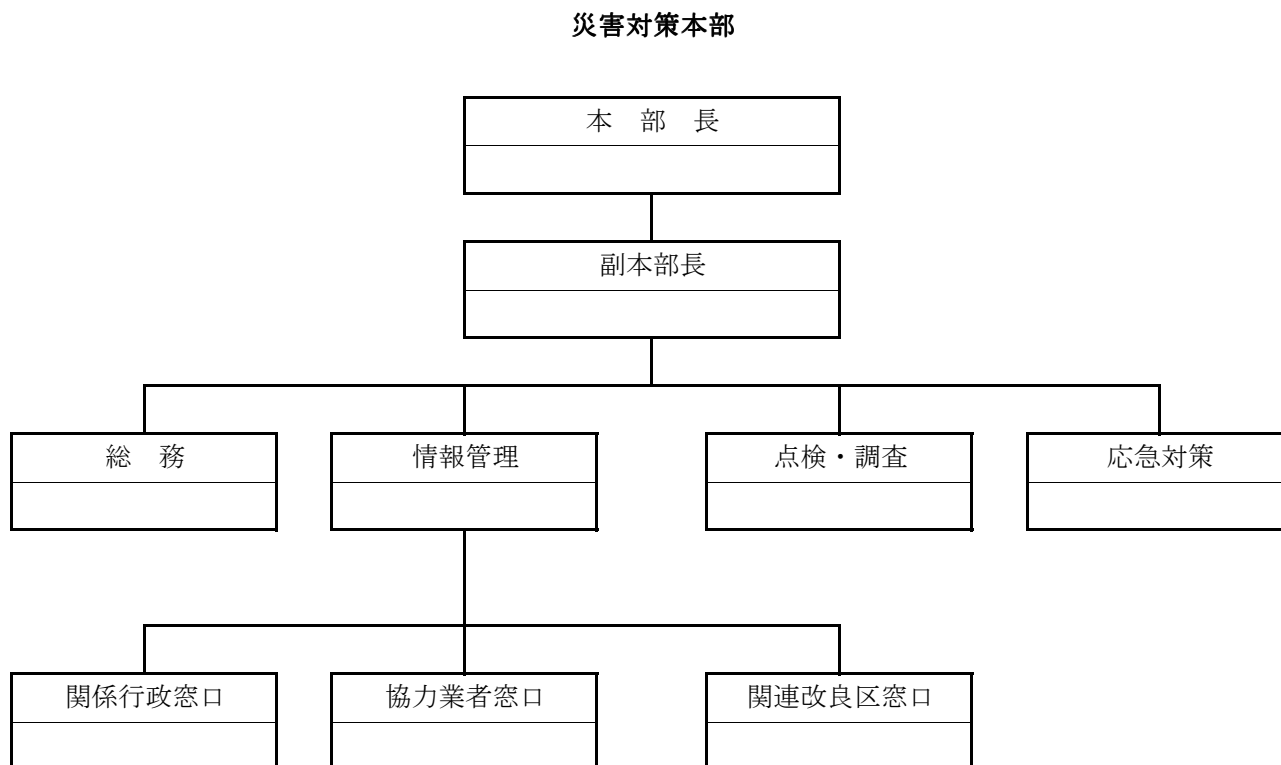 災害対策本部
本　部　長
副本部長
総　務
情報管理
点検・調査
応急対策
関係行政窓口
協力業者窓口
関連改良区窓口